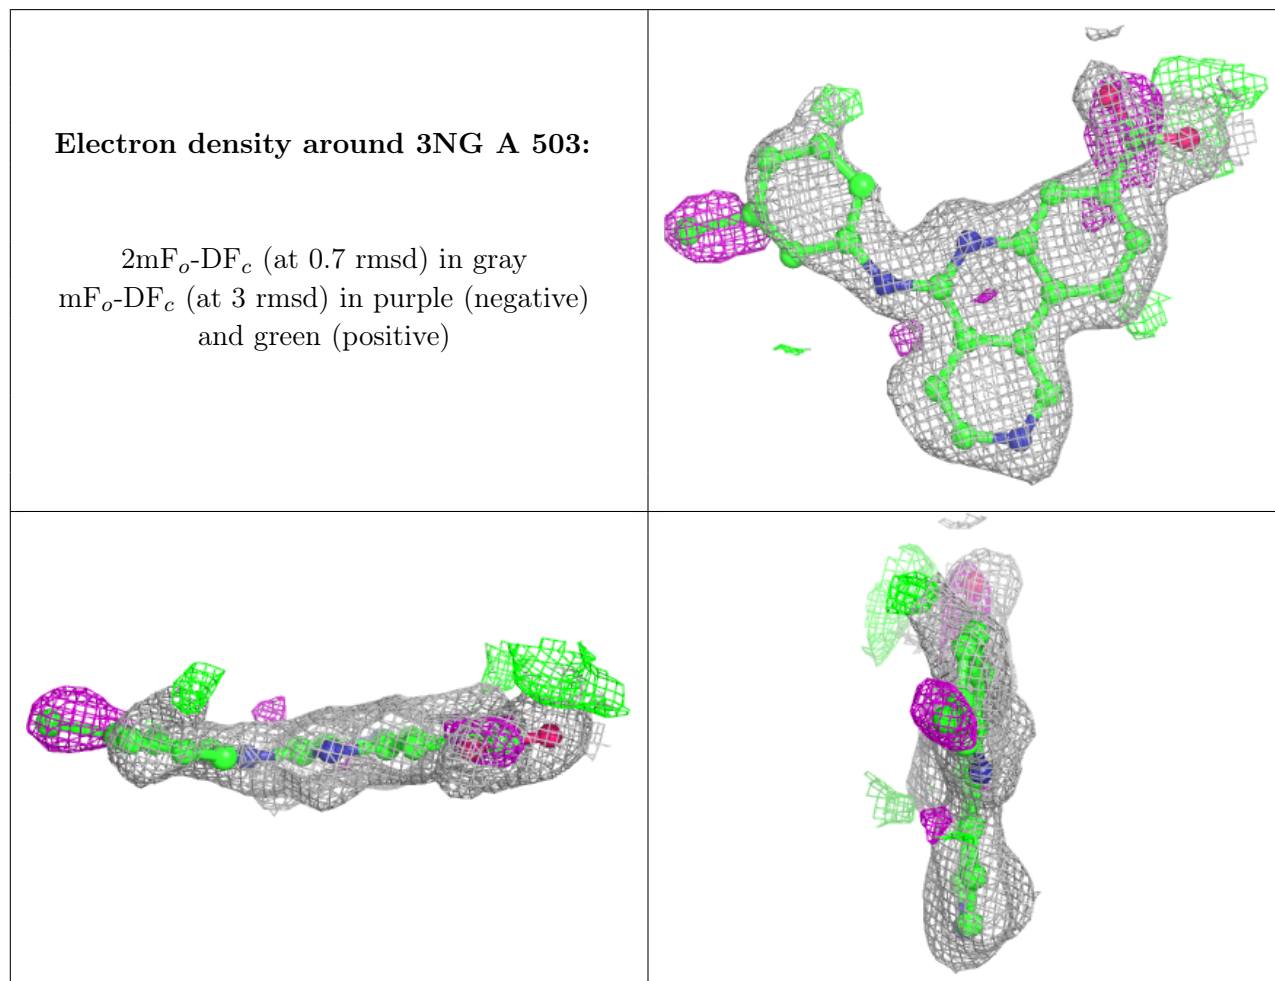 Electron density around 3NG A 503:
2mFo-DFc (at 0.7 rmsd) in gray
mFo-DFc (at 3 rmsd) in purple (negative)
and green (positive)